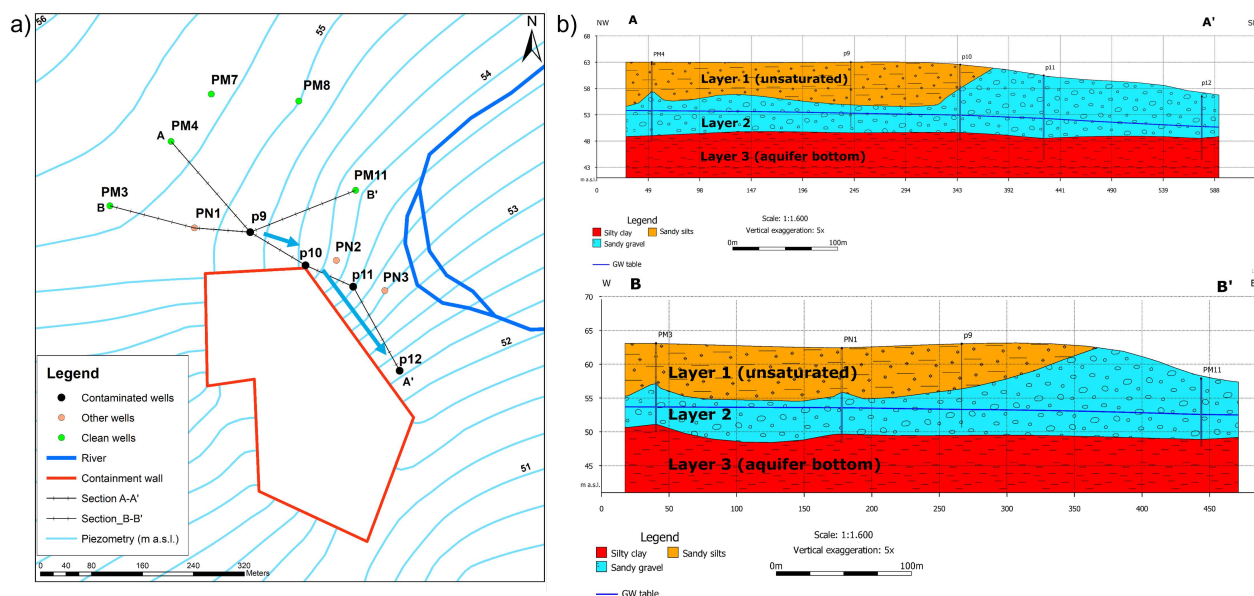 a)
56
55
54
53
52
51
N
PM7
PM8
PM4
A
PM3
B
PN1
p9
PM11
B'
p10
PN2
p11
PN3
p12
A'
Legend
Contaminated wells
Other wells
Clean wells
River
Containment wall
Section A-A'
Section_B-B'
Piezometry (m a.s.l.)
0 40 80 160 240 320
Meters
b)
NW A A'
68
63
58
53
48
43
m a.s.l.
PM4 p9 p10 p11 p12
Layer 1 (unsaturated)
Layer 2
Layer 3 (aquifer bottom)
0 49 98 147 196 245 294 343 392 441 490 539 588
Legend
Silty clay Sandy silts
Sandy gravel
GW table
Scale: 1:1.600
Vertical exaggeration: 5x
0m 100m
W B B'
70
65
60
55
50
45
m a.s.l.
PM3 PN1 p9 PM11
Layer 1 (unsaturated)
Layer 2
Layer 3 (aquifer bottom)
0 50 100 150 200 250 300 350 400 450
Legend
Silty clay Sandy silts
Sandy gravel
GW table
Scale: 1:1.600
Vertical exaggeration: 5x
0m 100m